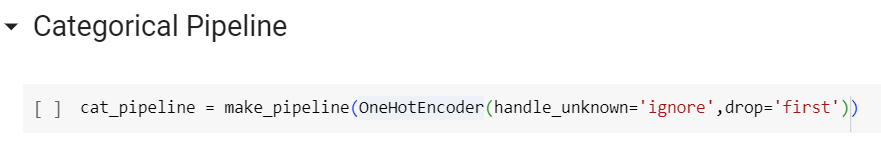 Categorical Pipeline
[ ] cat_pipeline = make_pipeline(OneHotEncoder(handle_unknown='ignore',drop='first'))